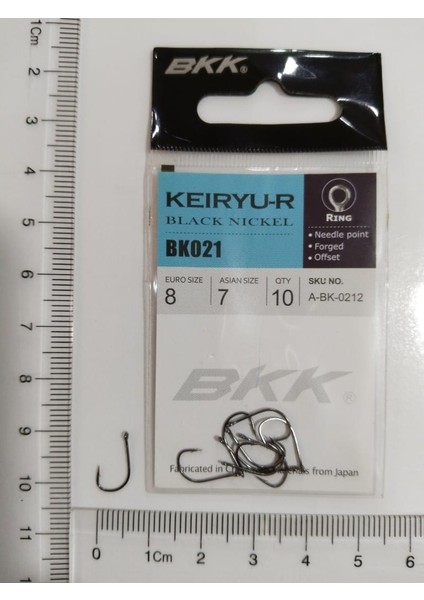 BKK®
KEIRYU-R
BLACK NICKEL
BK021
RING
• Needle point
• Forged
• Offset
EURO SIZE
8
ASIAN SIZE
7
QTY
10
SKU NO.
A-BK-0212
BKK®
Fabricated in
from Japan
1Cm
2
3
4
5
6
7
8
9
10
11
0 1Cm 2 3 4 5 6